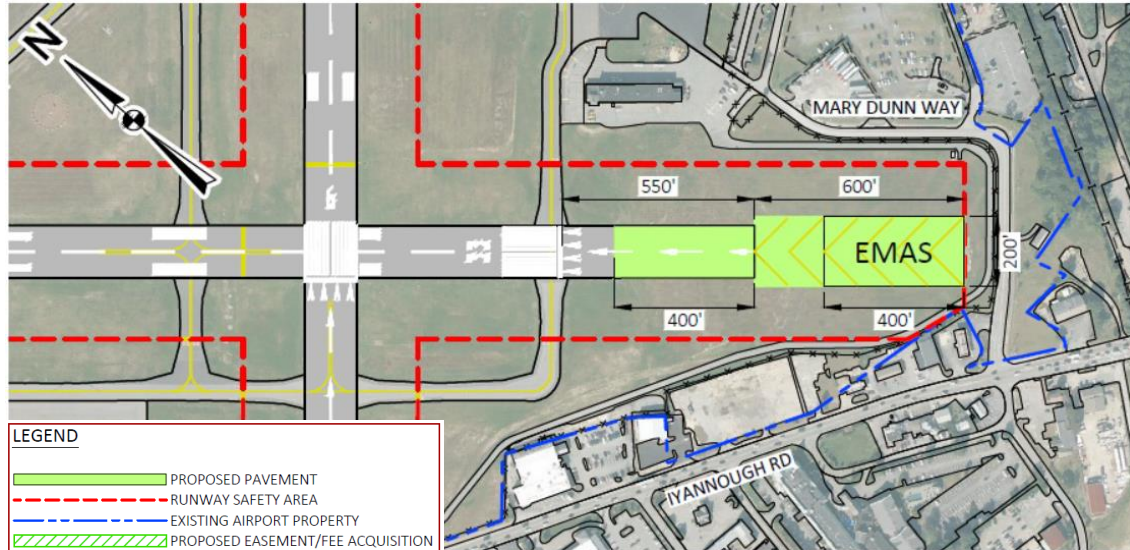 N
MARY DUNN WAY
550'
600'
EMAS
200'
400'
400'
IYANNOUGH RD
LEGEND
PROPOSED PAVEMENT
RUNWAY SAFETY AREA
EXISTING AIRPORT PROPERTY
PROPOSED EASEMENT/FEE ACQUISITION